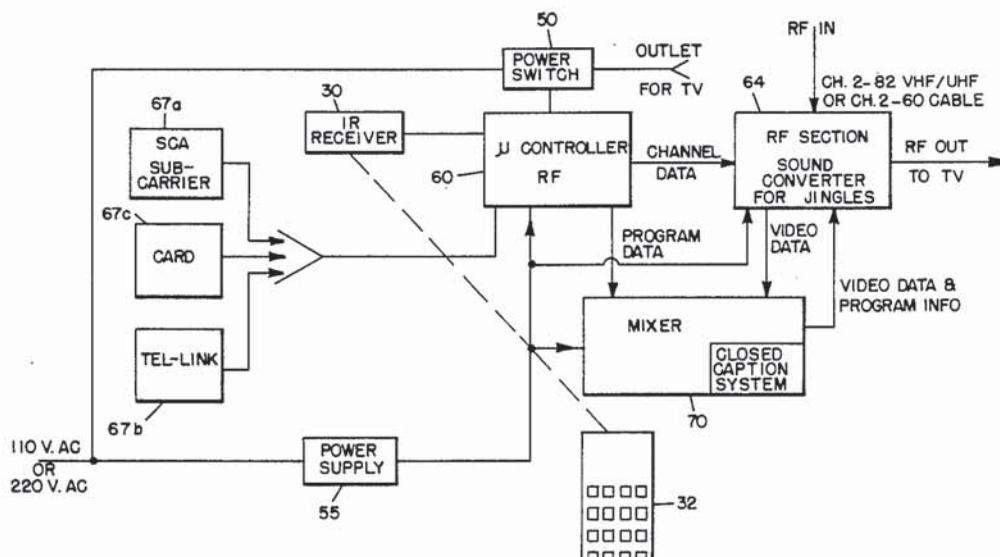 50
POWER
SWITCH
OUTLET
FOR TV
RF IN
CH. 2-82 VHF/UHF
OR CH. 2-60 CABLE
64
RF SECTION
SOUND
CONVERTER
FOR JINGLES
RF OUT
TO TV
30
IR
RECEIVER
67a
SCA
SUB-
CARRIER
60
μ CONTROLLER
RF
CHANNEL
DATA
67c
CARD
PROGRAM
DATA
VIDEO
DATA
VIDEO DATA &
PROGRAM INFO
MIXER
CLOSED
CAPTION
SYSTEM
70
TEL-LINK
67b
110 V. AC
OR
220 V. AC
POWER
SUPPLY
55
32